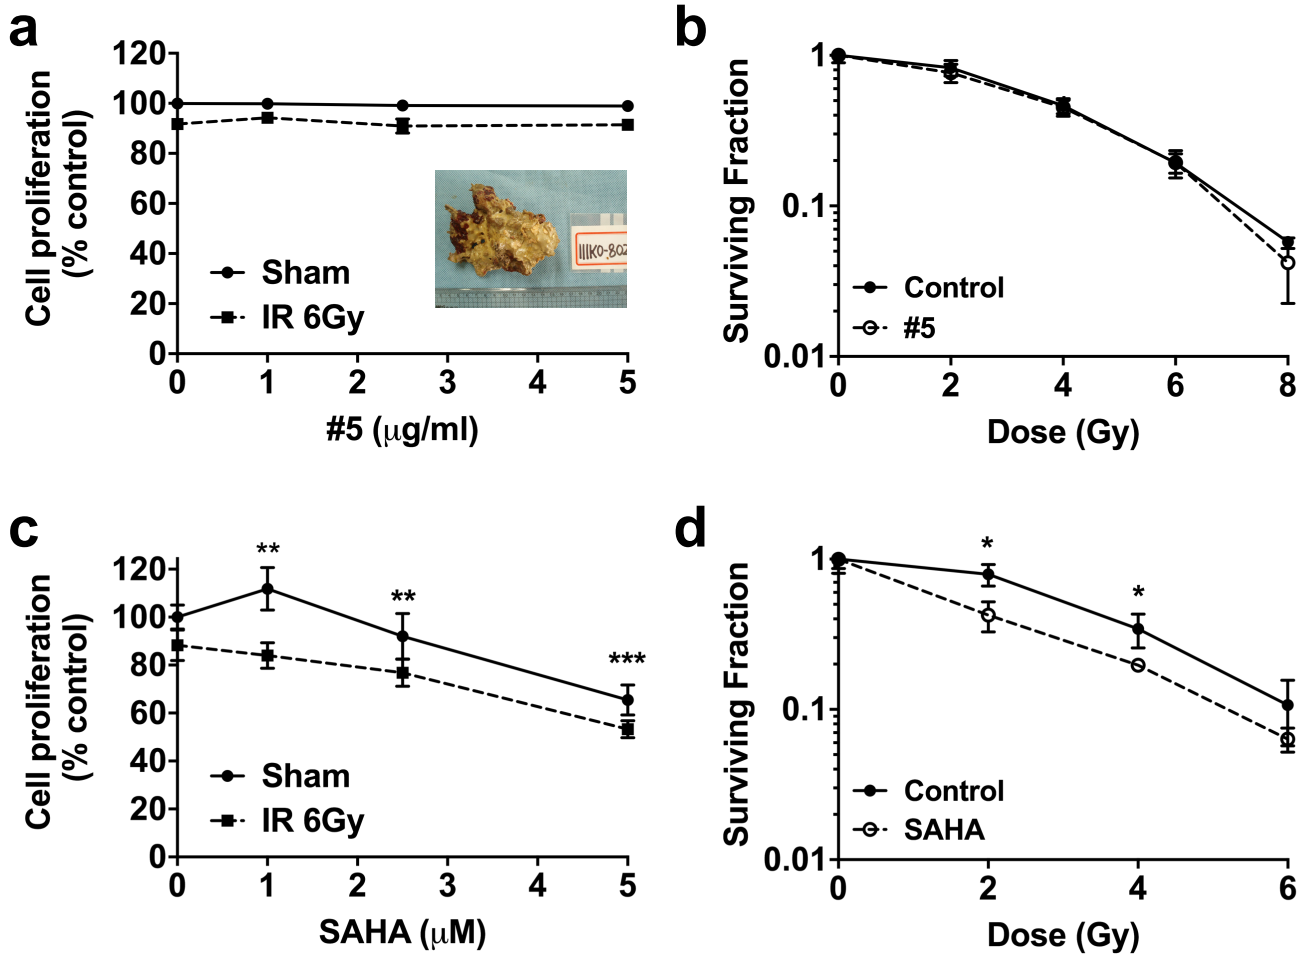 a
Cell proliferation
(% control)
120
100
80
60
40
20
0
Sham
IR 6Gy
IIIKO-802
0 1 2 3 4 5
#5 (μg/ml)
b
Surviving Fraction
1
0.1
0.01
Control
#5
0 2 4 6 8
Dose (Gy)
c
Cell proliferation
(% control)
120
100
80
60
40
20
0
** ** ***
Sham
IR 6Gy
0 1 2 3 4 5
SAHA (μM)
d
Surviving Fraction
1
0.1
0.01
* *
Control
SAHA
0 2 4 6
Dose (Gy)